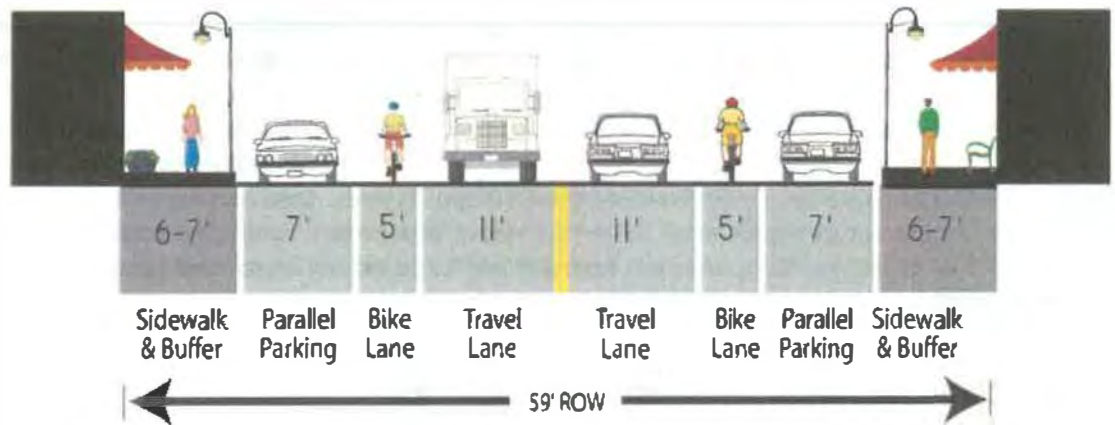 6-7' 7' 5' 11' 11' 5' 7' 6-7'
Sidewalk & Buffer
Parallel Parking
Bike Lane
Travel Lane
Travel Lane
Bike Lane
Parallel Parking
Sidewalk & Buffer
59' ROW